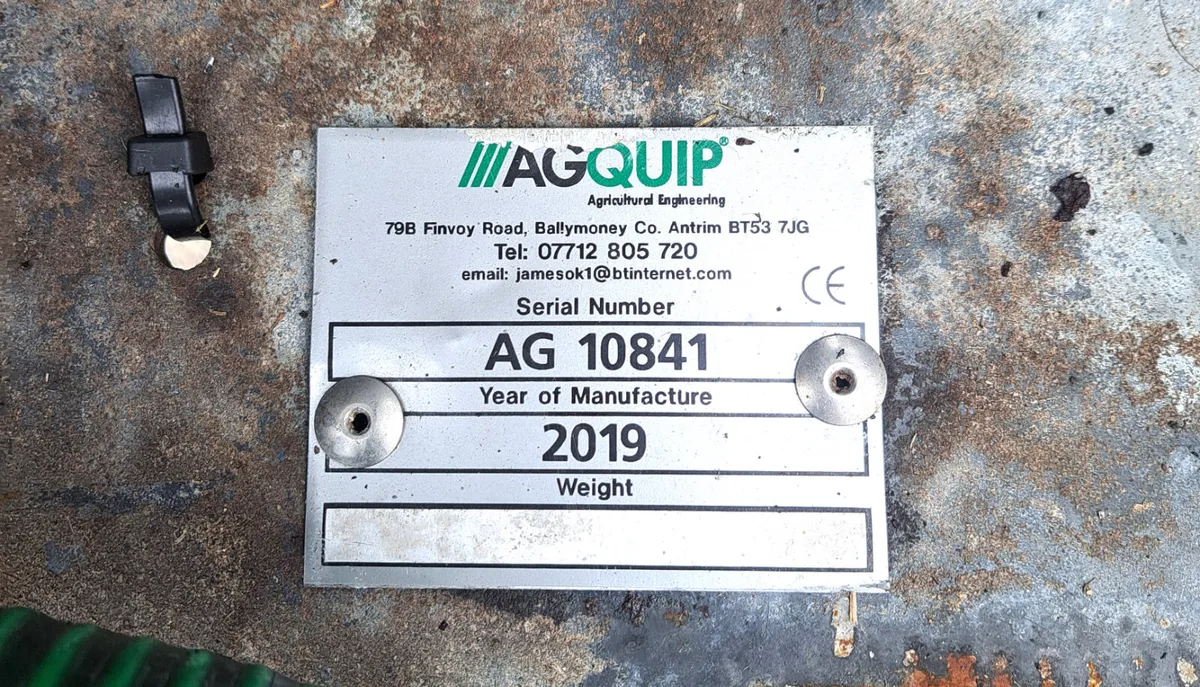 AGQUIP®
Agricultural Engineering
79B Finvoy Road, Ballymoney Co. Antrim BT53 7JG
Tel: 07712 805 720
email: jamesok1@btinternet.com
CE
Serial Number
AG 10841
Year of Manufacture
2019
Weight